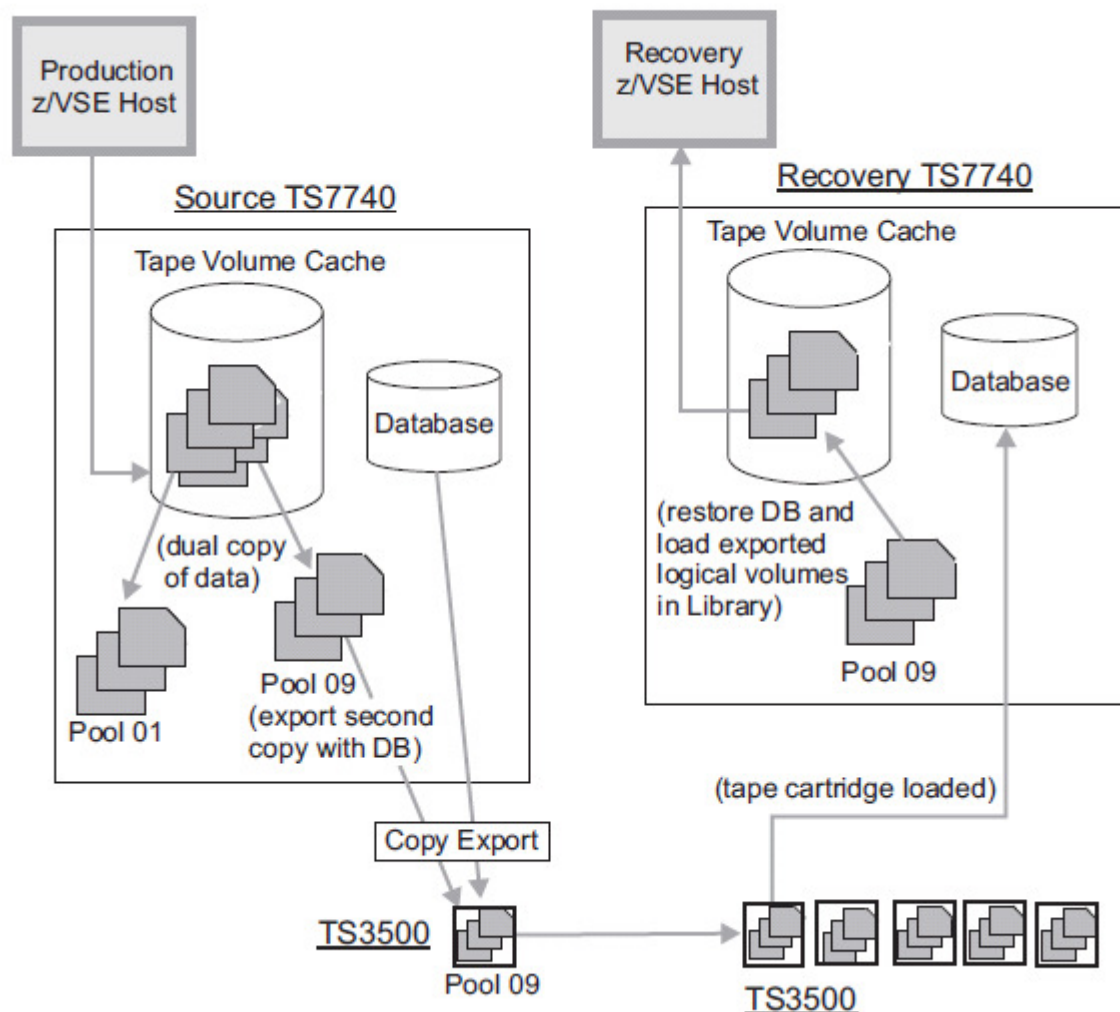 Production
z/VSE Host
Recovery
z/VSE Host
Source TS7740
Tape Volume Cache
Database
(dual copy
of data)
Pool 01
Pool 09
(export second
copy with DB)
Copy Export
TS3500
Pool 09
Recovery TS7740
Tape Volume Cache
Database
(restore DB and
load exported
logical volumes
in Library)
Pool 09
(tape cartridge loaded)
TS3500